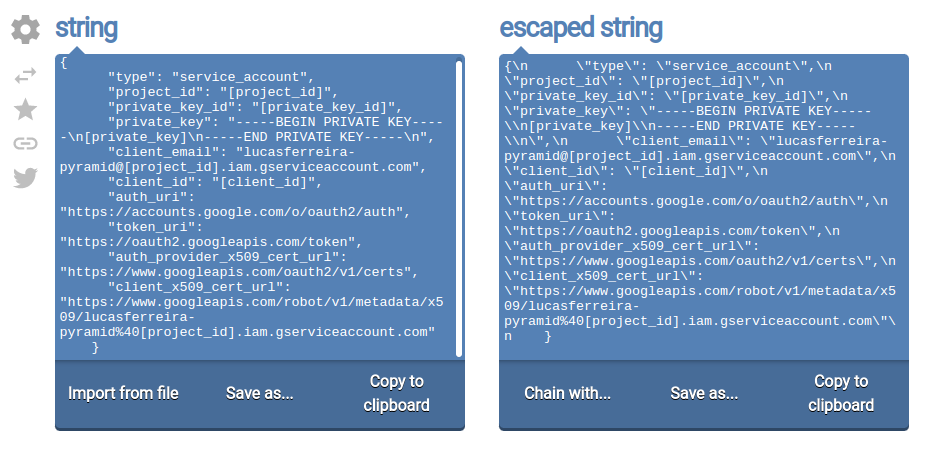 string
{
"type": "service_account",
"project_id": "[project_id]",
"private_key_id": "[private_key_id]",
"private_key": "-----BEGIN PRIVATE KEY----
-\n[private_key]\n-----END PRIVATE KEY-----\n",
"client_email": "lucasferreira-
pyramid@[project_id].iam.gserviceaccount.com",
"client_id": "[client_id]",
"auth_uri":
"https://accounts.google.com/o/oauth2/auth",
"token_uri":
"https://oauth2.googleapis.com/token",
"auth_provider_x509_cert_url":
"https://www.googleapis.com/oauth2/v1/certs",
"client_x509_cert_url":
"https://www.googleapis.com/robot/v1/metadata/x5
09/lucasferreira-
pyramid%40[project_id].iam.gserviceaccount.com"
}
Import from file
Save as...
Copy to
clipboard
escaped string
{\n      \"type\": \"service_account\",\n
\"project_id\": \"[project_id]\",\n
\"private_key_id\": \"[private_key_id]\",\n
\"private_key\": \"-----BEGIN PRIVATE KEY-----
\\n[private_key]\\n-----END PRIVATE KEY-----
\\n\",\n      \"client_email\": \"lucasferreira-
pyramid@[project_id].iam.gserviceaccount.com\",\n
\"client_id\": \"[client_id]\",\n
\"auth_uri\":
\"https://accounts.google.com/o/oauth2/auth\",\n
\"token_uri\":
\"https://oauth2.googleapis.com/token\",\n
\"auth_provider_x509_cert_url\":
\"https://www.googleapis.com/oauth2/v1/certs\",\n
\"client_x509_cert_url\":
\"https://www.googleapis.com/robot/v1/metadata/x5
09/lucasferreira-
pyramid%40[project_id].iam.gserviceaccount.com\"\
n    }
Chain with...
Save as...
Copy to
clipboard